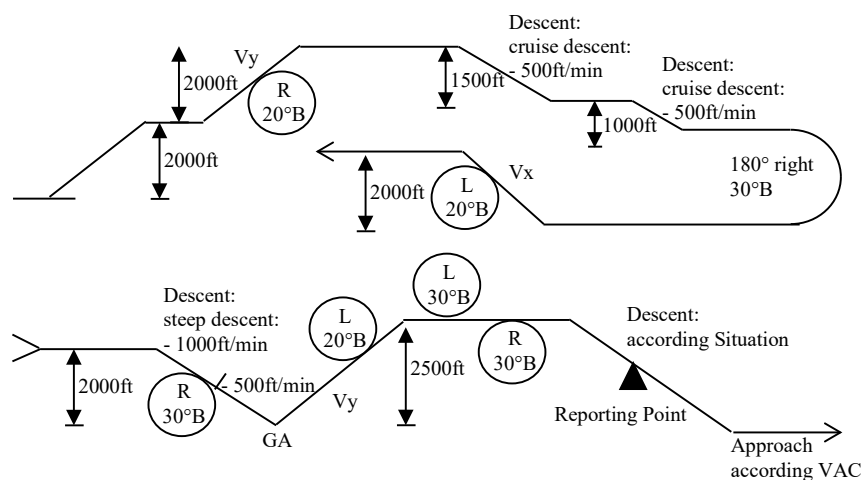 Descent:
cruise descent:
- 500ft/min
Descent:
cruise descent:
- 500ft/min
Vy
2000ft
R
20°B
1500ft
1000ft
2000ft
2000ft
Vx
L
20°B
180° right
30°B
L
30°B
Descent:
steep descent:
- 1000ft/min
L
20°B
Descent:
according Situation
2000ft
R
30°B
- 500ft/min
2500ft
R
30°B
Vy
Reporting Point
GA
Approach
according VAC